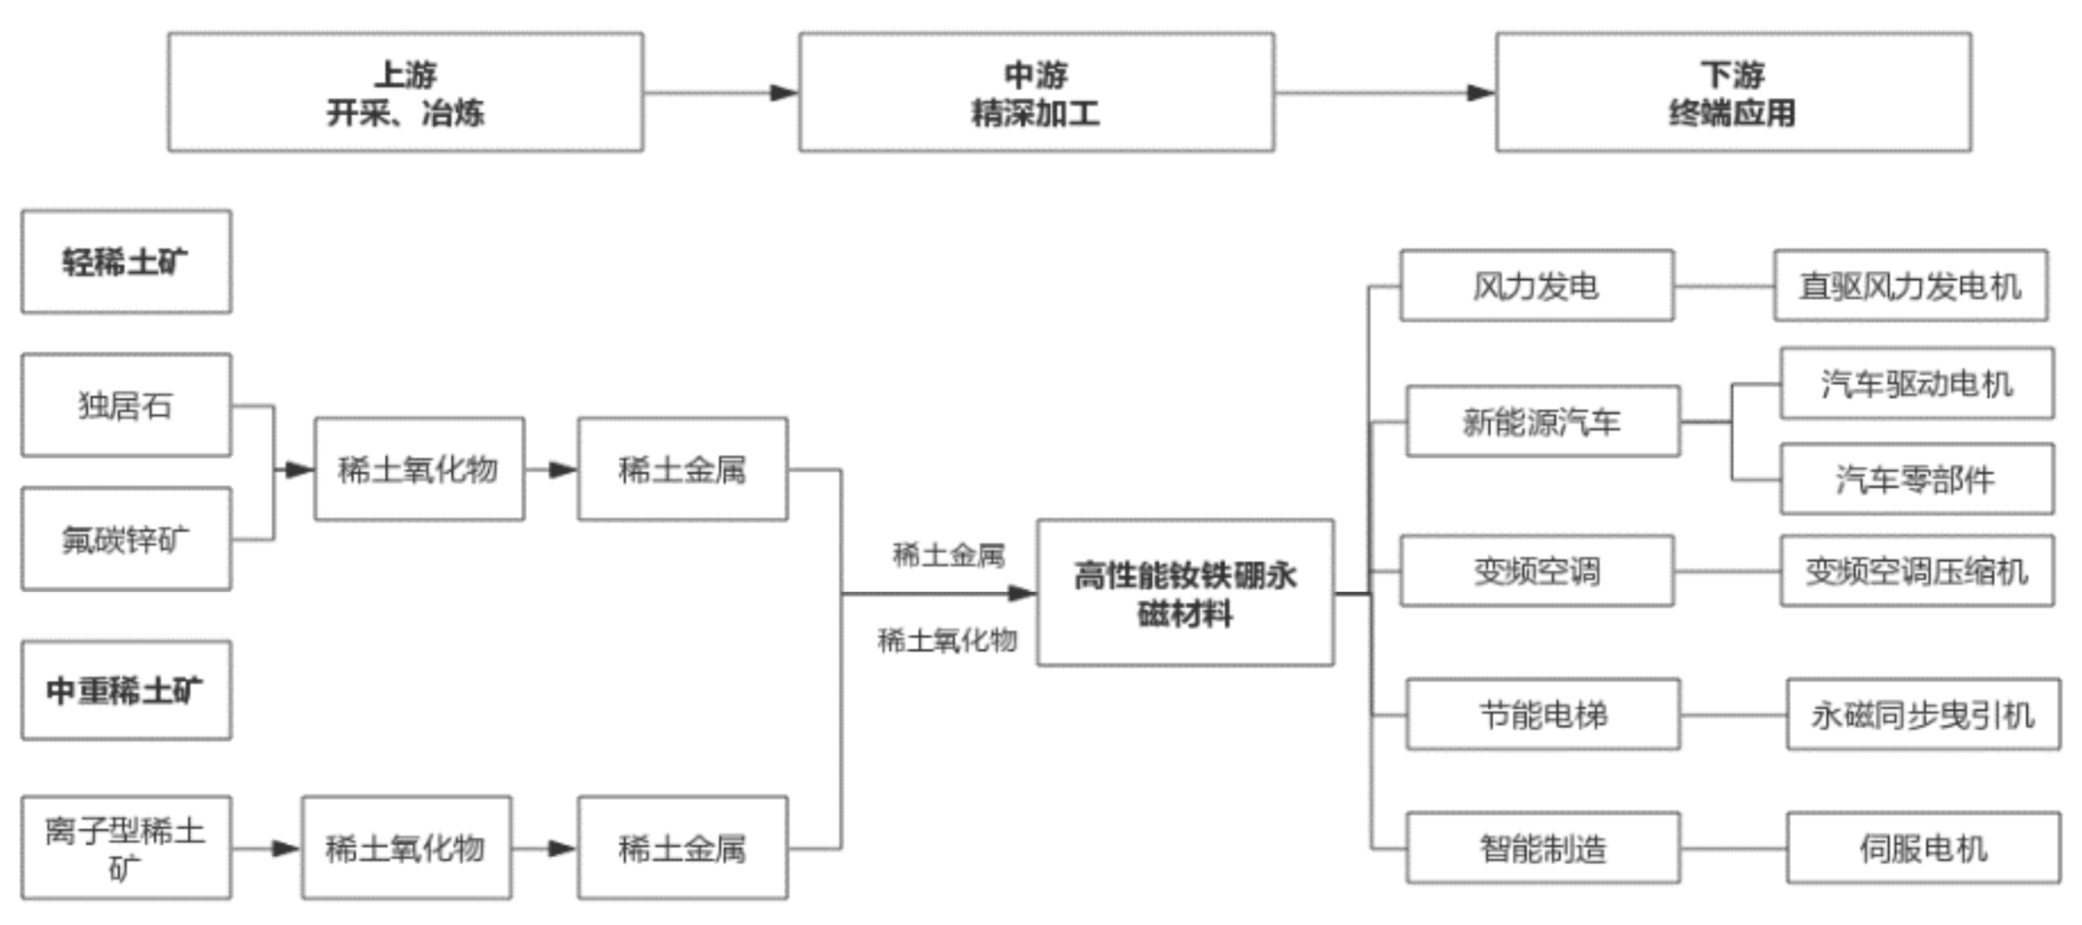 上游
开采、冶炼
中游
精深加工
下游
终端应用
轻稀土矿
独居石
氟碳锌矿
稀土氧化物
稀土金属
中重稀土矿
离子型稀土
矿
稀土氧化物
稀土金属
稀土金属
稀土氧化物
高性能钕铁硼永
磁材料
风力发电
直驱风力发电机
新能源汽车
汽车驱动电机
汽车零部件
变频空调
变频空调压缩机
节能电梯
永磁同步曳引机
智能制造
伺服电机